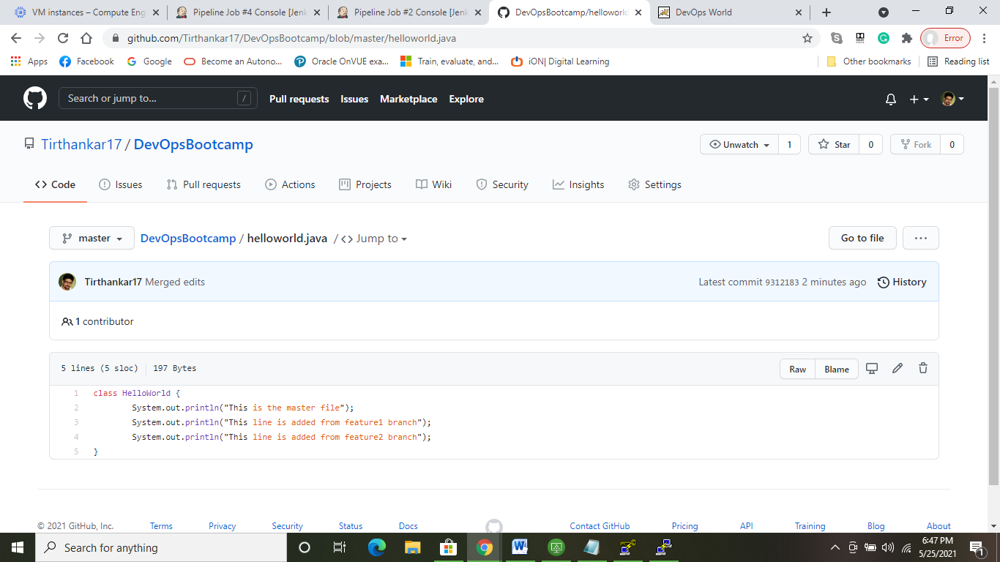 VM instances – Compute Eng
Pipeline Job #4 Console [Jenk
Pipeline Job #2 Console [Jenk
DevOpsBootcamp/helloworld
DevOps World
github.com/Tirthankar17/DevOpsBootcamp/blob/master/helloworld.java
Error
Apps Facebook Google Become an Autono... Oracle OnVUE exa... Train, evaluate, and... iON| Digital Learning Other bookmarks Reading list
Search or jump to... / Pull requests Issues Marketplace Explore
Tirthankar17 / DevOpsBootcamp Unwatch 1 Star 0 Fork 0
Code Issues Pull requests Actions Projects Wiki Security Insights Settings
master DevOpsBootcamp / helloworld.java / <> Jump to Go to file ...
Tirthankar17 Merged edits Latest commit 9312183 2 minutes ago History
1 contributor
5 lines (5 sloc) 197 Bytes Raw Blame
1 class HelloWorld {
2 System.out.println("This is the master file");
3 System.out.println("This line is added from feature1 branch");
4 System.out.println("This line is added from feature2 branch");
5 }
© 2021 GitHub, Inc. Terms Privacy Security Status Docs Contact GitHub Pricing API Training Blog About
Search for anything
6:47 PM
5/25/2021
1